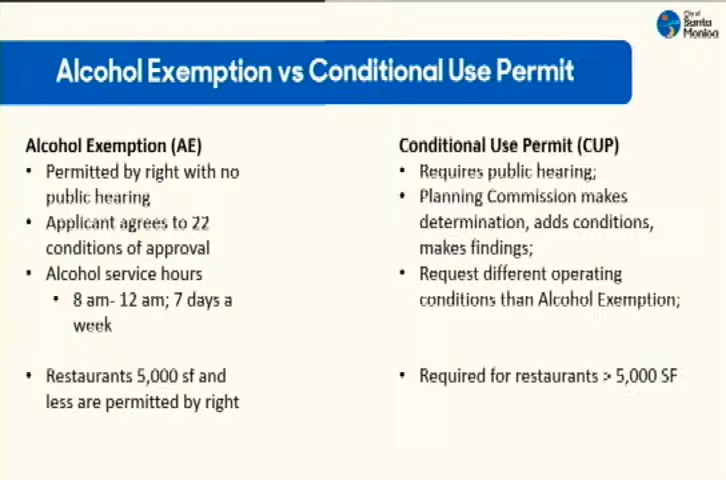 City of
Santa
Monica
Alcohol Exemption vs Conditional Use Permit
Alcohol Exemption (AE)
• Permitted by right with no
public hearing
• Applicant agrees to 22
conditions of approval
• Alcohol service hours
• 8 am- 12 am; 7 days a
week
• Restaurants 5,000 sf and
less are permitted by right
Conditional Use Permit (CUP)
• Requires public hearing;
• Planning Commission makes
determination, adds conditions,
makes findings;
• Request different operating
conditions than Alcohol Exemption;
• Required for restaurants > 5,000 SF